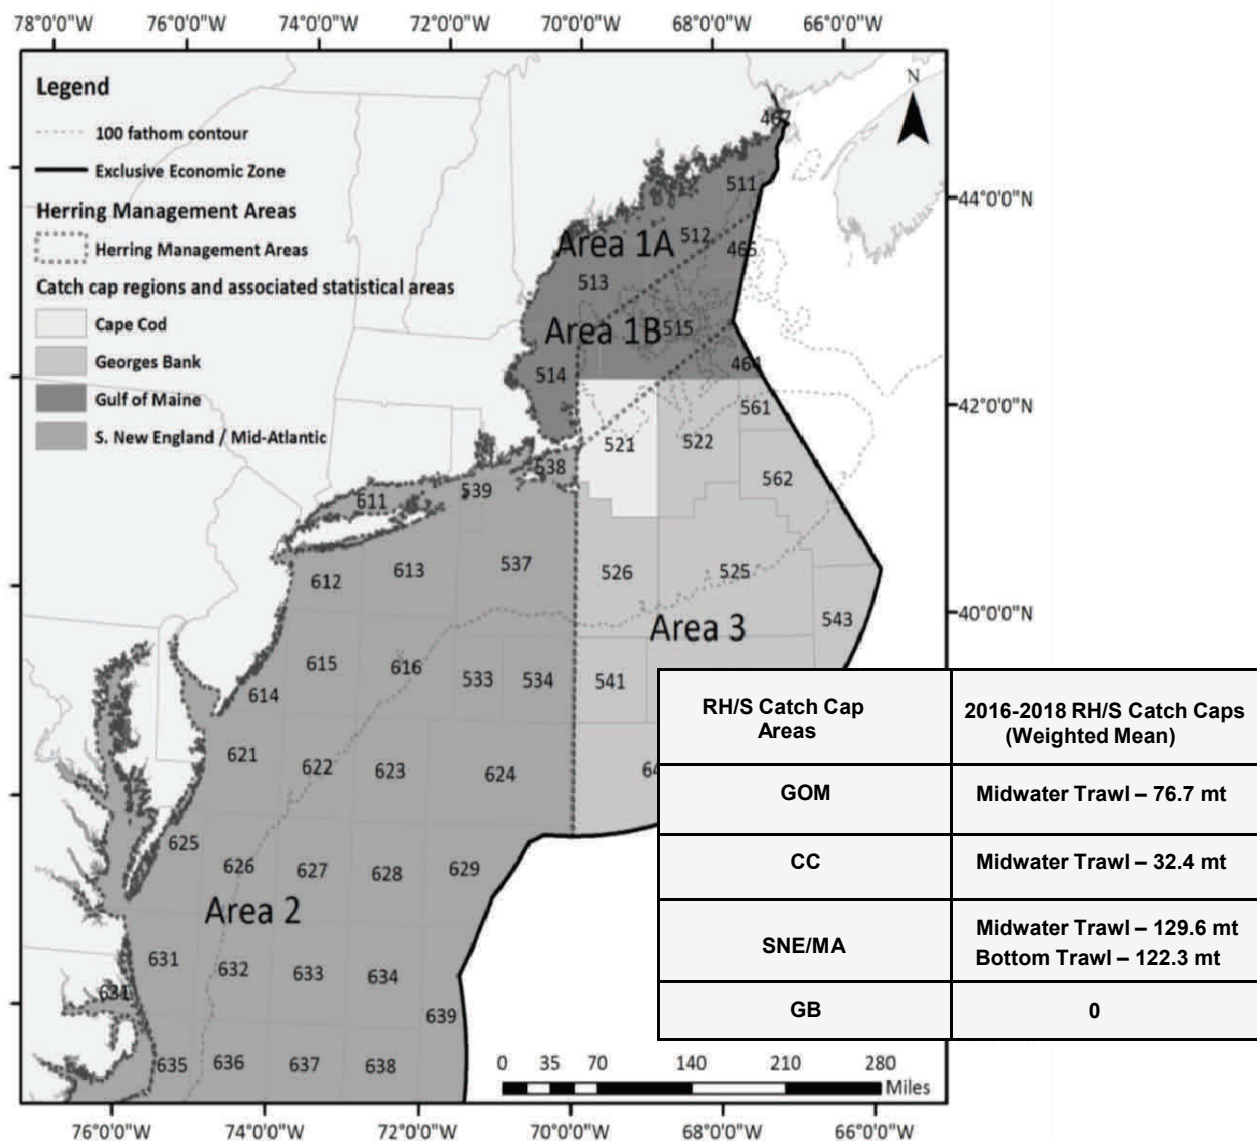 78°0'0"W 76°0'0"W 74°0'0"W 72°0'0"W 70°0'0"W 68°0'0"W 66°0'0"W
Legend
100 fathom contour
Exclusive Economic Zone
Herring Management Areas
Herring Management Areas
Catch cap regions and associated statistical areas
Cape Cod
Georges Bank
Gulf of Maine
S. New England / Mid-Atlantic
N
467
511
44°0'0"N
512
Area 1A
465
513
Area 1B
515
514
464
42°0'0"N
561
521
522
538
562
539
611
537
613
612
526
525
40°0'0"N
543
Area 3
615
616
533
534
541
614
621
622
623
624
625
626
627
628
629
Area 2
631
632
633
634
631
639
635
636
637
638
RH/S Catch Cap
Areas
2016-2018 RH/S Catch Caps
(Weighted Mean)
GOM
Midwater Trawl – 76.7 mt
CC
Midwater Trawl – 32.4 mt
SNE/MA
Midwater Trawl – 129.6 mt
Bottom Trawl – 122.3 mt
GB
0
0 35 70 140 210 280
Miles
76°0'0"W 74°0'0"W 72°0'0"W 70°0'0"W 68°0'0"W 66°0'0"W